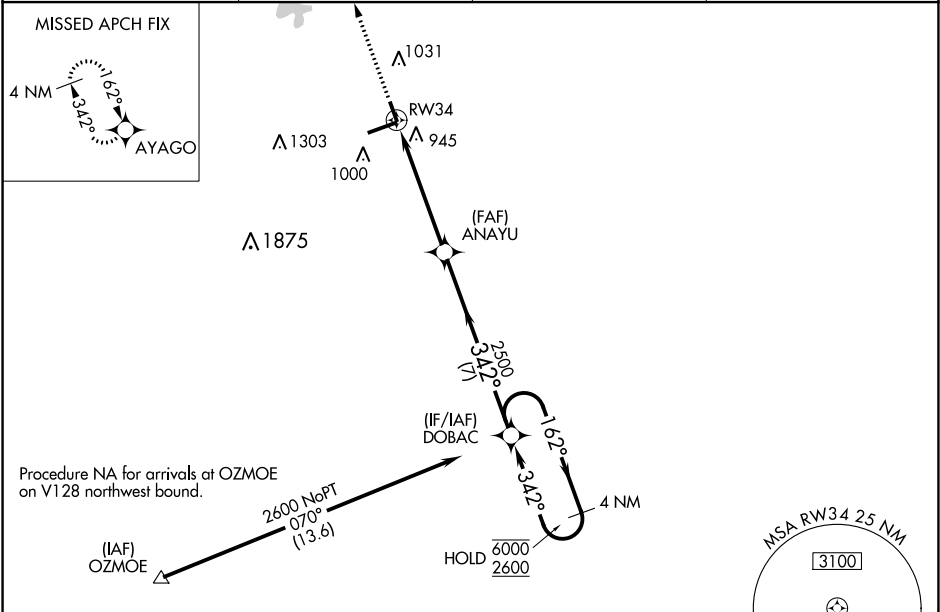 MISSED APCH FIX
4 NM
162°
342°
AYAGO
1031
RW34
945
1303
1000
1875
(FAF)
ANAYU
2500
342°
(7)
(IF/IAF)
DOBAC
162°
342°
4 NM
HOLD
6000
2600
Procedure NA for arrivals at OZMOE
on V128 northwest bound.
2600 NoPT
070°
(13.6)
(IAF)
OZMOE
MSA RW34 25 NM
3100